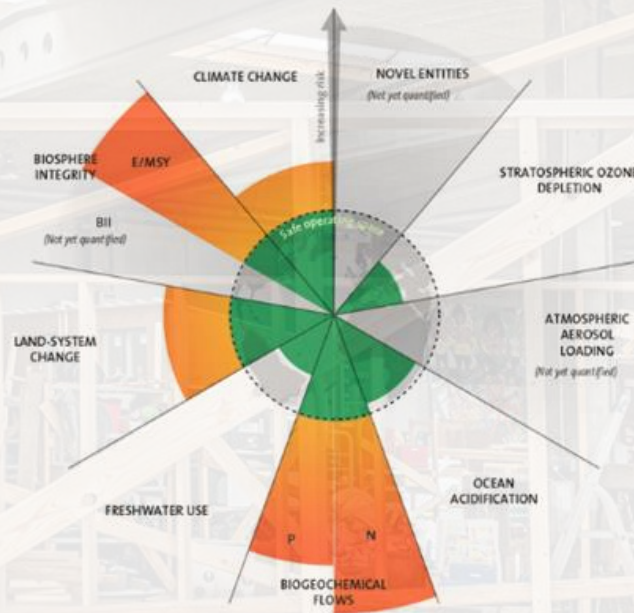 CLIMATE CHANGE
NOVEL ENTITIES
(Not yet quantified)
Increasing risk
STRATOSPHERIC OZONE
DEPLETION
BIOSPHERE
INTEGRITY
E/MSY
BII
(Not yet quantified)
Safe operating space
ATMOSPHERIC
AEROSOL
LOADING
(Not yet quantified)
LAND-SYSTEM
CHANGE
FRESHWATER USE
OCEAN
ACIDIFICATION
P
N
BIOGEOCHEMICAL
FLOWS